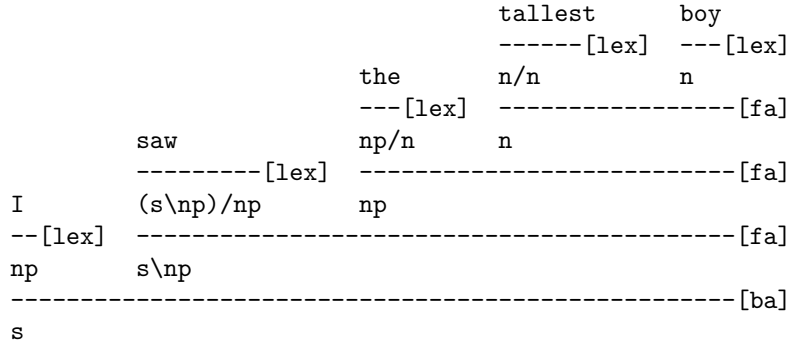 tallest   boy
                                   ------[lex]  ---[lex]
                         the       n/n          n
                         ---[lex]  -----------------[fa]
         saw             np/n      n
         ---------[lex]  ---------------------------[fa]
I        (s\np)/np       np
--[lex]  -------------------------------------------[fa]
np       s\np
----------------------------------------------------[ba]
s